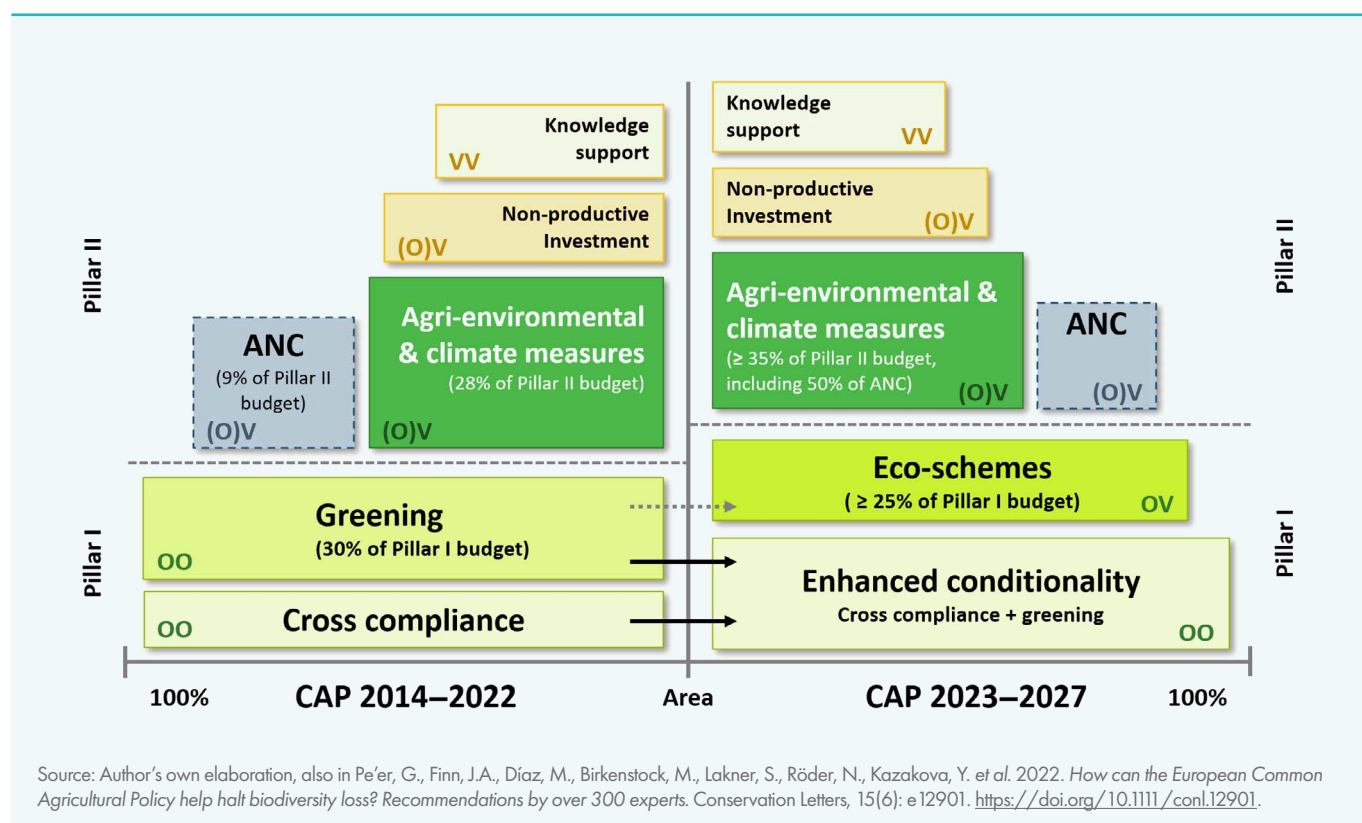 Knowledge
support
VV
Non-productive
Investment
(O)V
Agri-environmental
& climate measures
(28% of Pillar II budget)
(O)V
ANC
(9% of Pillar II
budget)
(O)V
Pillar II
Greening
(30% of Pillar I budget)
OO
Cross compliance
OO
Pillar I
Knowledge
support
VV
Non-productive
Investment
(O)V
Agri-environmental &
climate measures
(≥ 35% of Pillar II budget,
including 50% of ANC)
(O)V
ANC
(O)V
Pillar II
Eco-schemes
( ≥ 25% of Pillar I budget)
OV
Enhanced conditionality
Cross compliance + greening
OO
Pillar I
100%
CAP 2014–2022
Area
CAP 2023–2027
100%
Source: Author's own elaboration, also in Pe'er, G., Finn, J.A., Díaz, M., Birkenstock, M., Lakner, S., Röder, N., Kazakova, Y. et al. 2022. How can the European Common
Agricultural Policy help halt biodiversity loss? Recommendations by over 300 experts. Conservation Letters, 15(6): e12901. https://doi.org/10.1111/conl.12901.